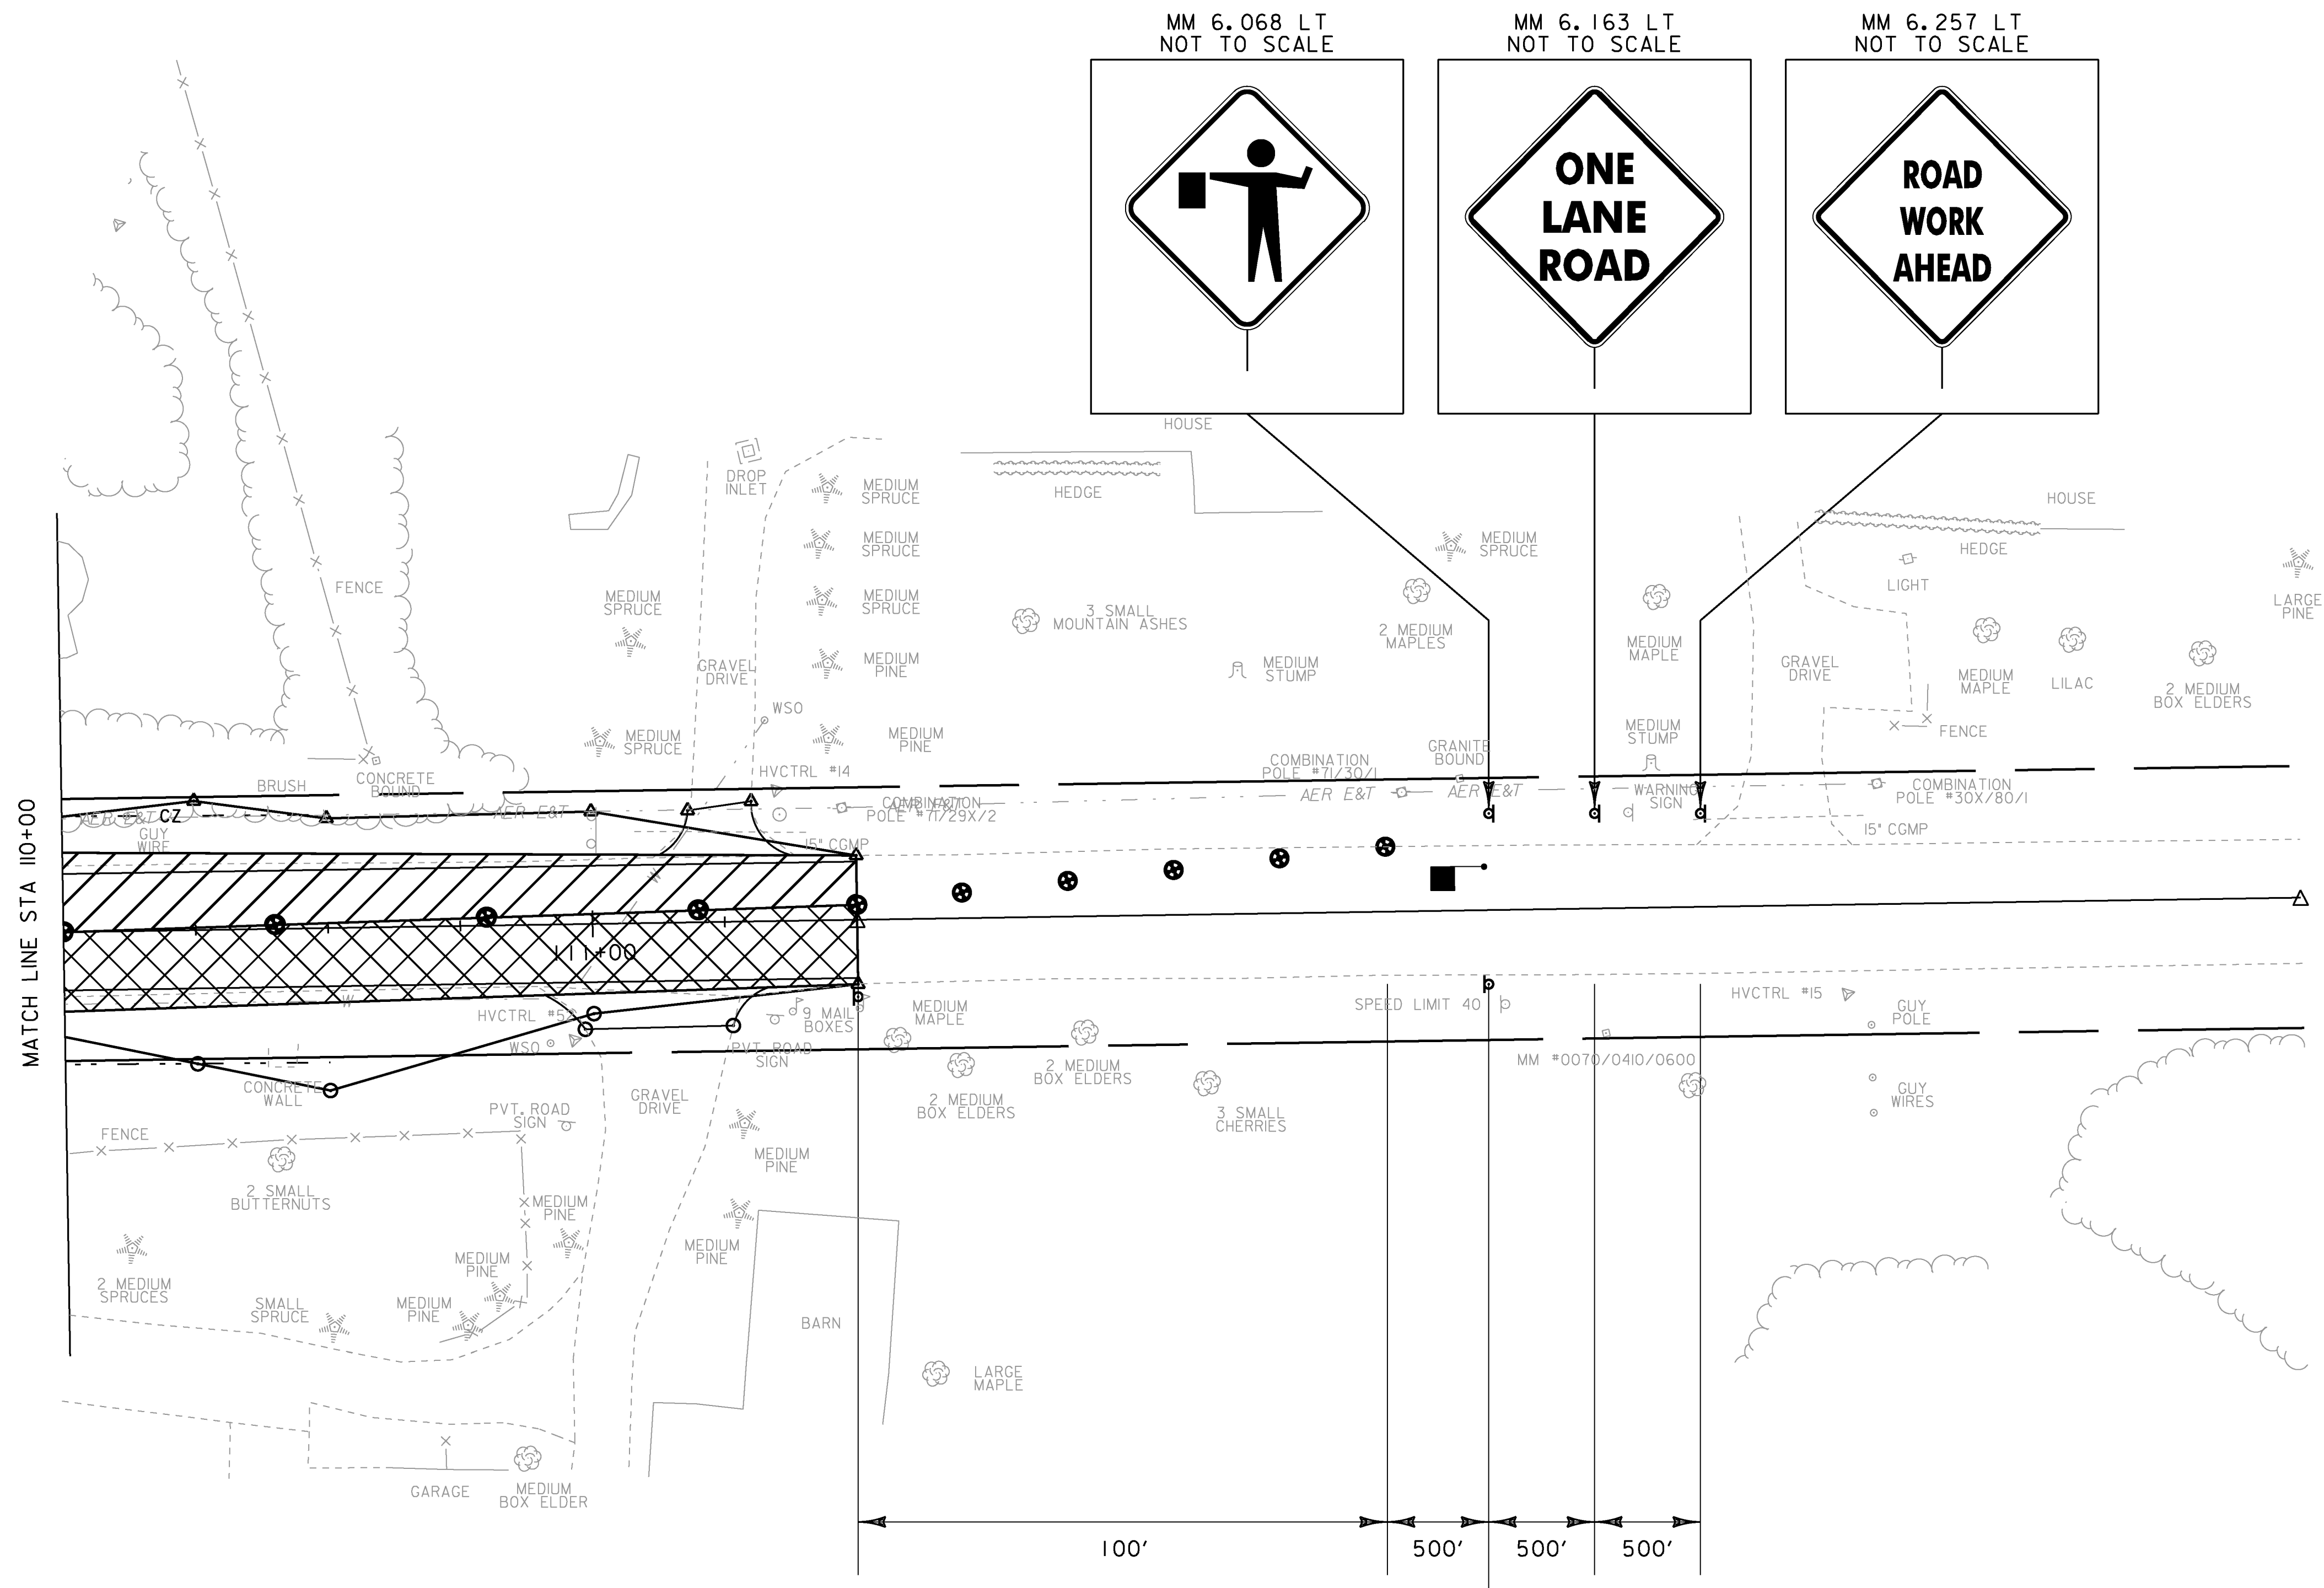 MM 6.068 LT
NOT TO SCALE
MM 6.163 LT
NOT TO SCALE
MM 6.257 LT
NOT TO SCALE
ONE
LANE
ROAD
ROAD
WORK
AHEAD
HOUSE
DROP
INLET
MEDIUM
SPRUCE
HEDGE
HOUSE
MEDIUM
SPRUCE
MEDIUM
SPRUCE
HEDGE
FENCE
MEDIUM
SPRUCE
MEDIUM
SPRUCE
LIGHT
LARGE
PINE
3 SMALL
MOUNTAIN ASHES
2 MEDIUM
MAPLES
MEDIUM
MAPLE
GRAVEL
DRIVE
MEDIUM
PINE
MEDIUM
STUMP
GRAVEL
DRIVE
MEDIUM
MAPLE
LILAC
2 MEDIUM
BOX ELDERS
WSO
MEDIUM
SPRUCE
MEDIUM
PINE
MEDIUM
STUMP
FENCE
HVCTRL #14
COMBINATION
POLE #71/30/1
GRANITE
BOUND
BRUSH
CONCRETE
BOUND
WARNING
SIGN
COMBINATION
POLE #30X/80/1
AER E&T
AER E&T
AER E&T
AER E&T
AER E&T
CZ
COMBINATION
POLE #71/29X/2
GUY
WIRE
15" CGMP
15" CGMP
MATCH LINE STA 110+00
111+00
W
W
HVCTRL #52
9 MAIL
BOXES
MEDIUM
MAPLE
SPEED LIMIT 40
HVCTRL #15
GUY
POLE
WSO
PVT. ROAD
SIGN
2 MEDIUM
BOX ELDERS
MM #0070/0410/0600
CONCRETE
WALL
GRAVEL
DRIVE
2 MEDIUM
BOX ELDERS
3 SMALL
CHERRIES
GUY
WIRES
PVT. ROAD
SIGN
FENCE
MEDIUM
PINE
2 SMALL
BUTTERNUTS
MEDIUM
PINE
MEDIUM
PINE
MEDIUM
PINE
2 MEDIUM
SPRUCES
SMALL
SPRUCE
MEDIUM
PINE
BARN
LARGE
MAPLE
GARAGE
MEDIUM
BOX ELDER
100'
500'
500'
500'